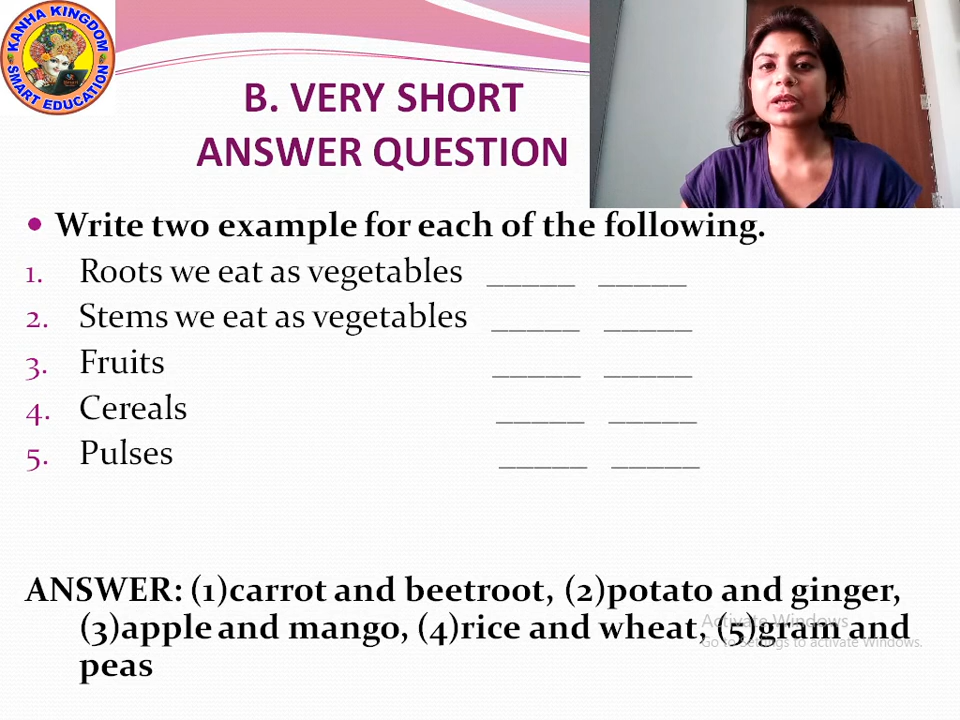 KANHA KINGDOM
SMART EDUCATION
B. VERY SHORT
ANSWER QUESTION
• Write two example for each of the following.
1. Roots we eat as vegetables _____ _____
2. Stems we eat as vegetables _____ _____
3. Fruits _____ _____
4. Cereals _____ _____
5. Pulses _____ _____
ANSWER: (1)carrot and beetroot, (2)potato and ginger,
(3)apple and mango, (4)rice and wheat, (5)gram and
peas
Activate Windows
Go to Settings to activate Windows.